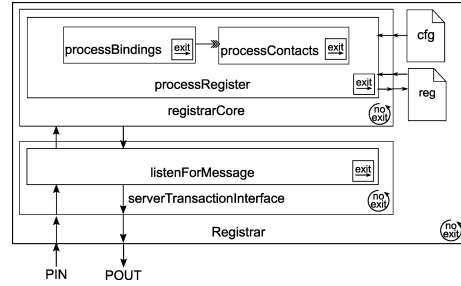 cfg
exit
exit
processBindings
processContacts
processRegister
exit
reg
registrarCore
no
exit
listenForMessage
exit
serverTransactionInterface
no
exit
Registrar
no
exit
PIN
POUT